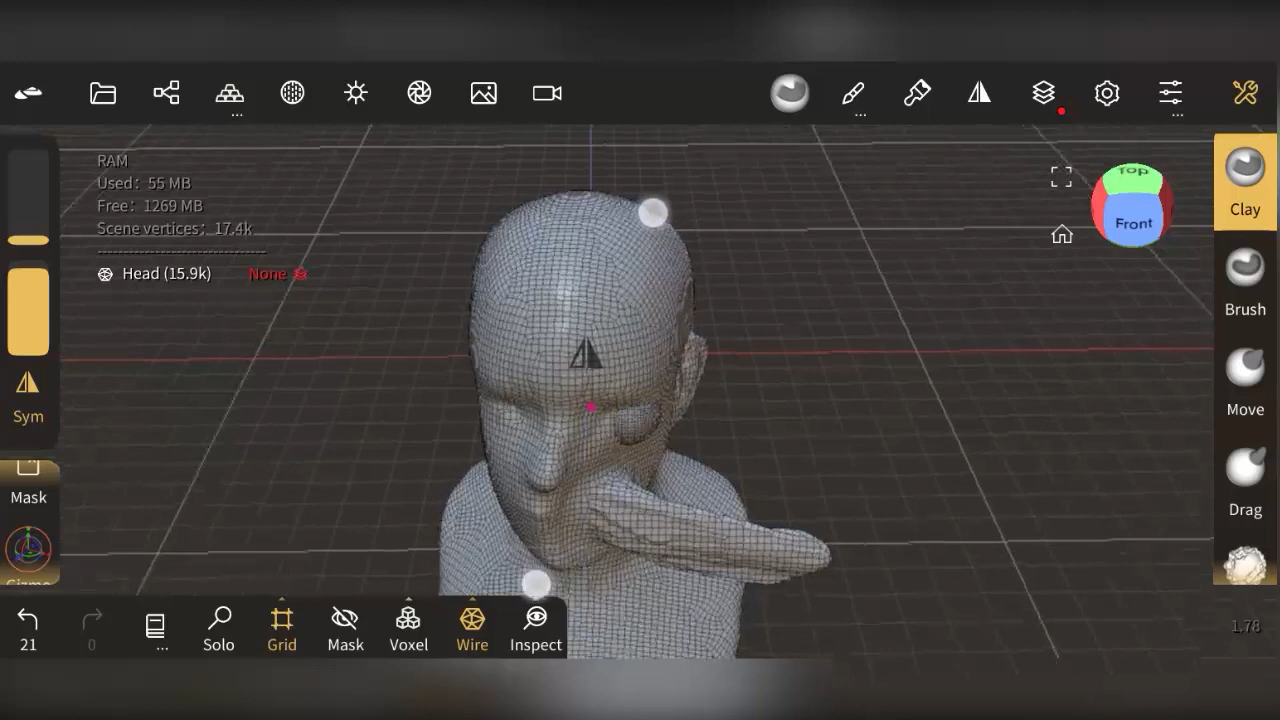 RAM
Used: 55 MB
Free: 1269 MB
Scene vertices: 17.4k
---------------------------------
Head (15.9k) None
Top
Front
Clay
Brush
Move
Drag
Sym
Mask
Gizmo
21
0
...
Solo
Grid
Mask
Voxel
Wire
Inspect
1.78